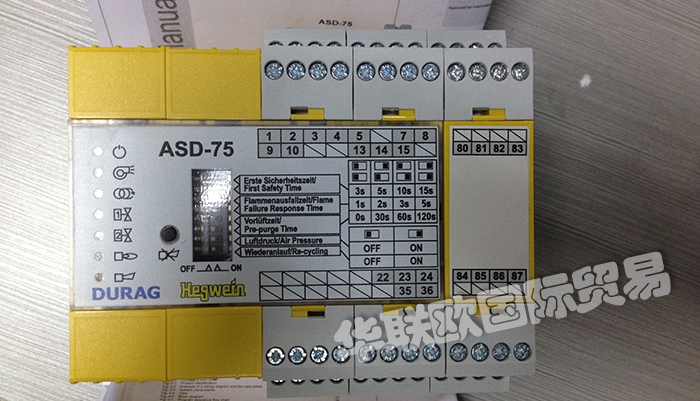 manual
ASD-75
ASD-75
1 2 3 4 5 7 8
9 10 13 14 15
80 81 82 83
Erste Sicherheitszeit/
First Safety Time
3s 5s 10s 15s
Flammenausfallzeit/Flame
Failure Response Time
1s 2s 3s 5s
Vorlüftzeit/
Pre-purge Time
0s 30s 60s 120s
Luftdruck/Air Pressure
OFF ON
Wiederanlauf/Re-cycling
OFF ON
OFF ON
DURAG
Hegwein
22 23 24
35 36
84 85 86 87
华联欧国际贸易